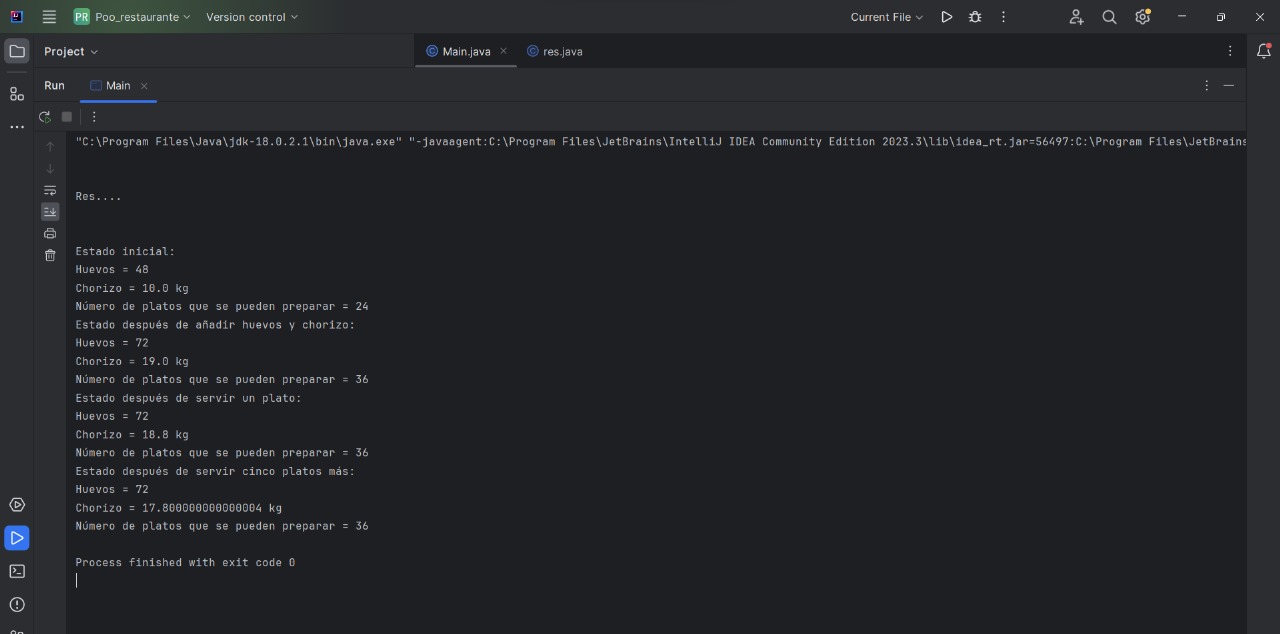 PR Poo_restaurante Version control Current File
Project Main.java res.java
Run Main
"C:\Program Files\Java\jdk-18.0.2.1\bin\java.exe" "-javaagent:C:\Program Files\JetBrains\IntelliJ IDEA Community Edition 2023.3\lib\idea_rt.jar=56497:C:\Program Files\JetBrains
Res....
Estado inicial:
Huevos = 48
Chorizo = 10.0 kg
Número de platos que se pueden preparar = 24
Estado después de añadir huevos y chorizo:
Huevos = 72
Chorizo = 19.0 kg
Número de platos que se pueden preparar = 36
Estado después de servir un plato:
Huevos = 72
Chorizo = 18.8 kg
Número de platos que se pueden preparar = 36
Estado después de servir cinco platos más:
Huevos = 72
Chorizo = 17.800000000000004 kg
Número de platos que se pueden preparar = 36
Process finished with exit code 0